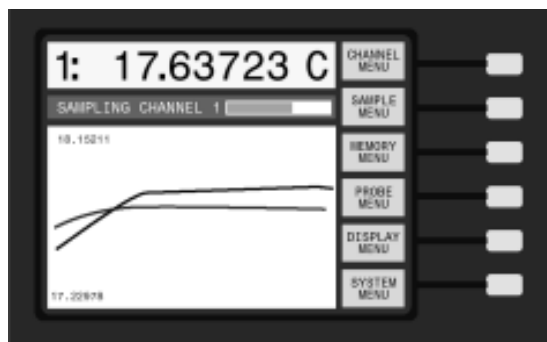 1: 17.63723 C
SAMPLING CHANNEL 1
18.15211
17.22978
CHANNEL
MENU
SAMPLE
MENU
MEMORY
MENU
PROBE
MENU
DISPLAY
MENU
SYSTEM
MENU